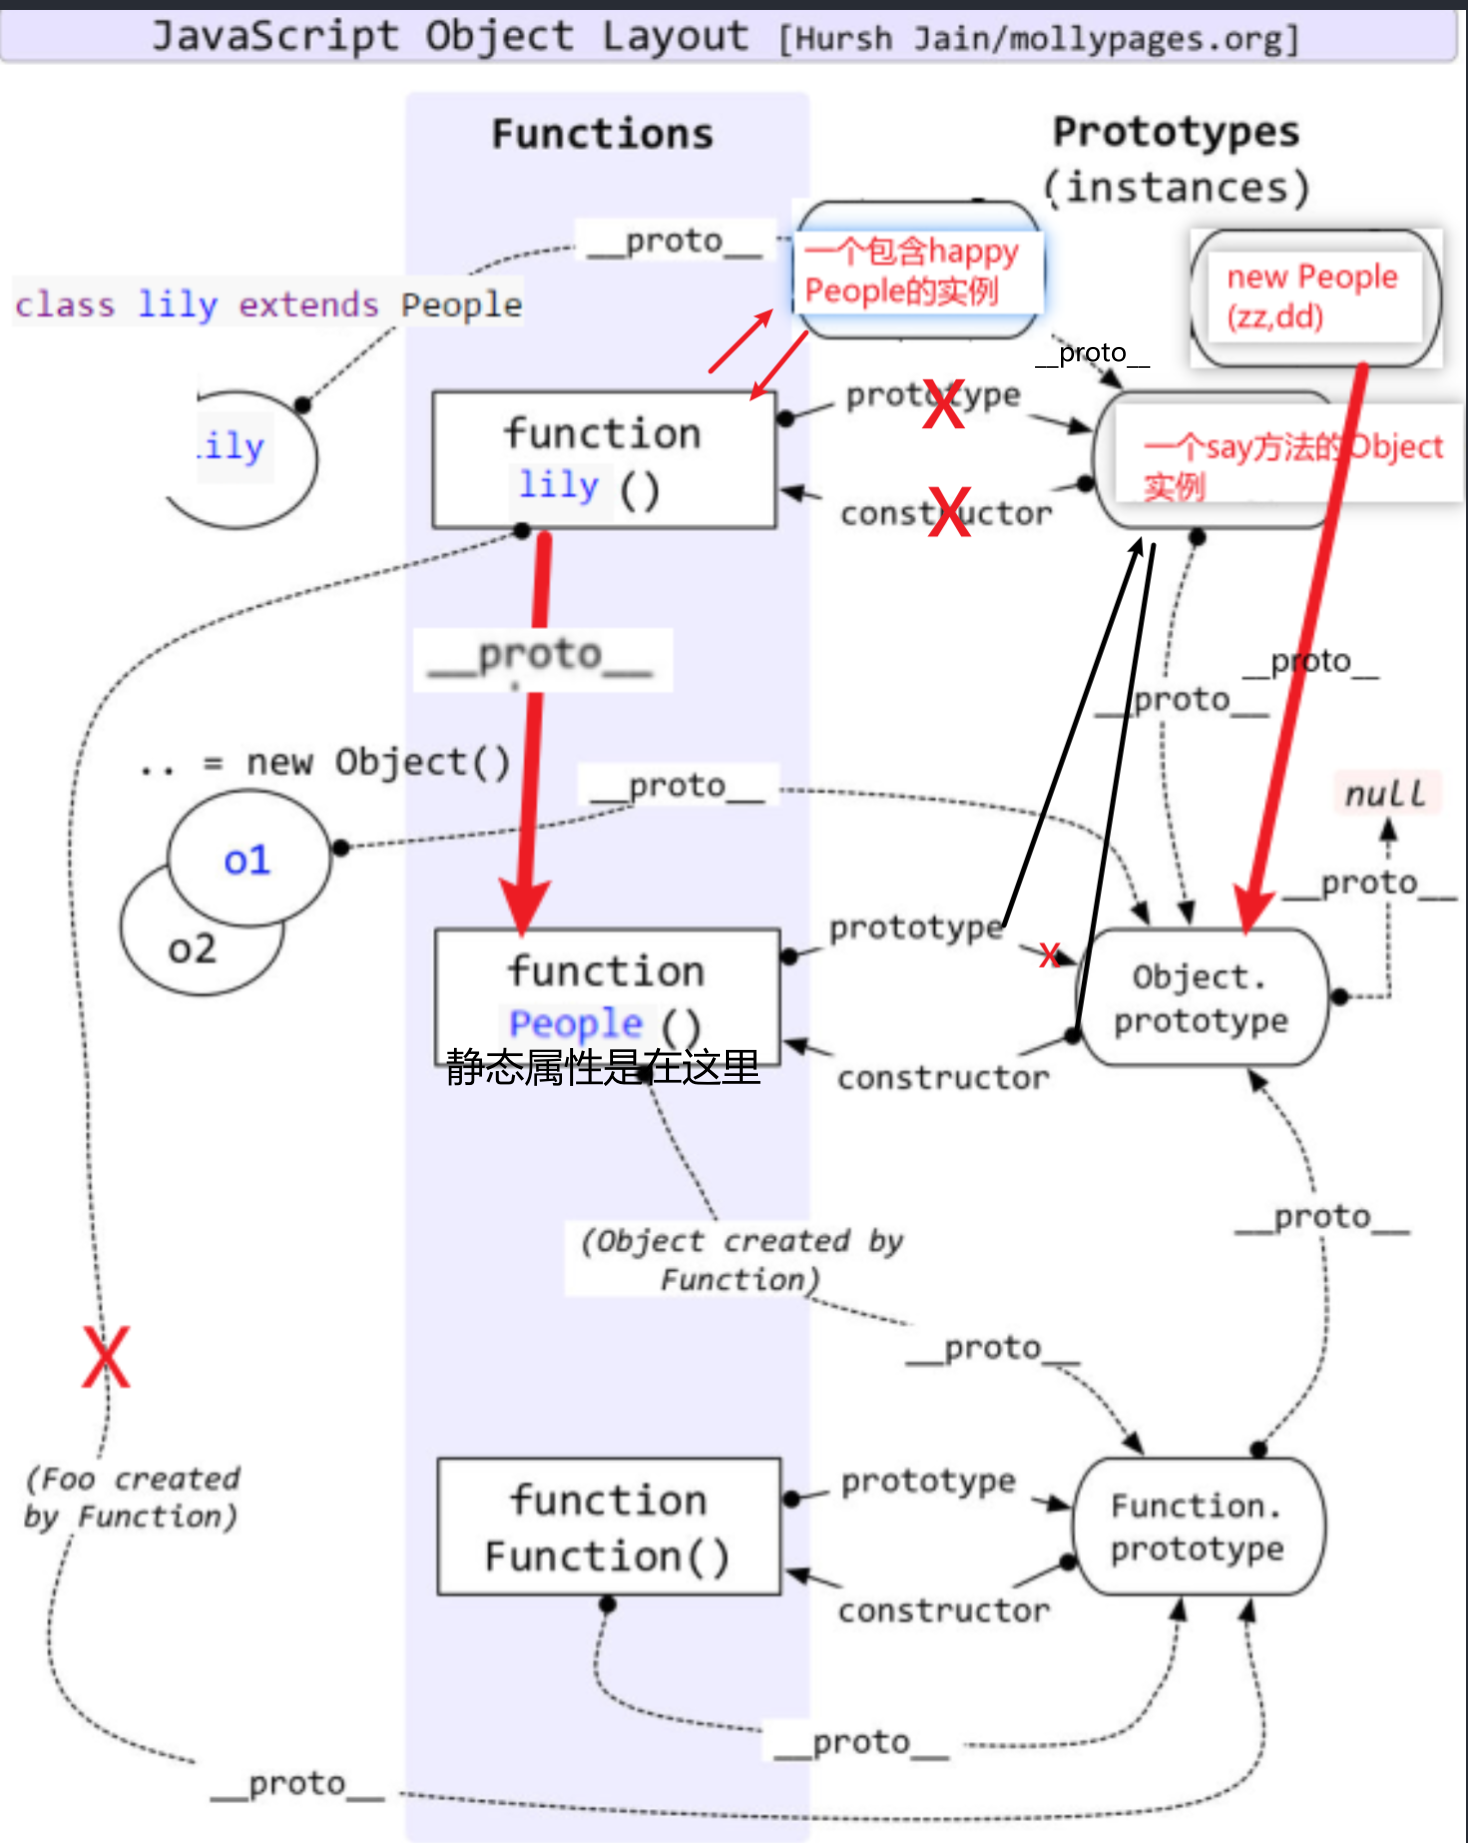 JavaScript Object Layout [Hursh Jain/mollypages.org]
Functions
Prototypes
(instances)
__proto__
一个包含happy
People的实例
new People
(zz,dd)
class lily extends People
__proto__
prototype
X
function
lily ()
lily
一个say方法的Object
实例
constructor
X
__proto__
__proto__
__proto__
.. = new Object()
__proto__
null
o1
__proto__
o2
prototype
X
function
People ()
静态属性是在这里
Object.
prototype
constructor
__proto__
(Object created by
Function)
__proto__
X
(Foo created
by Function)
prototype
function
Function()
Function.
prototype
constructor
__proto__
__proto__